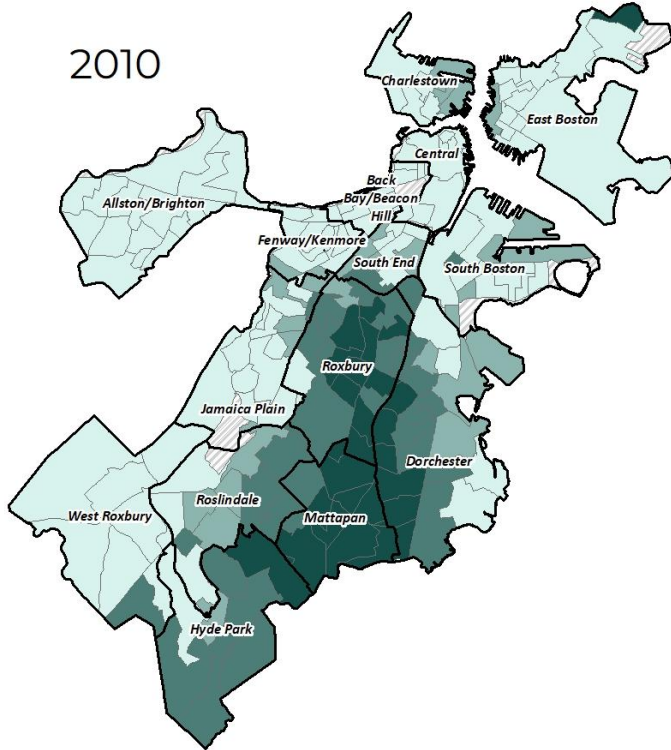 2010
Charlestown
East Boston
Central
Back
Bay/Beacon
Hill
Allston/Brighton
Fenway/Kenmore
South End
South Boston
Roxbury
Jamaica Plain
Dorchester
Roslindale
West Roxbury
Mattapan
Hyde Park